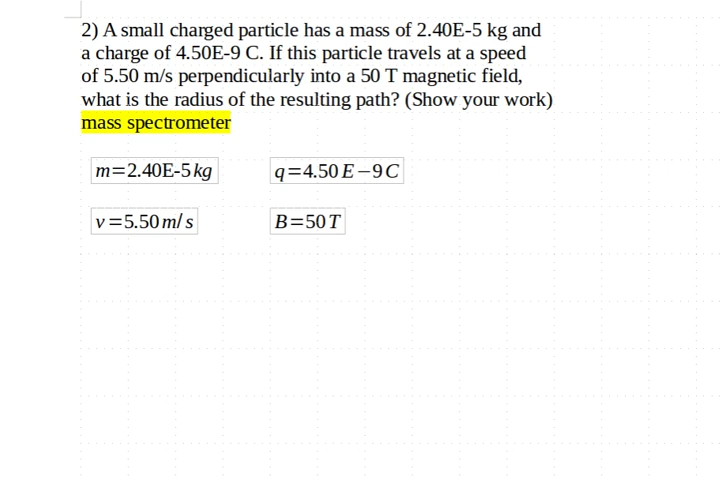 2) A small charged particle has a mass of 2.40E-5 kg and
a charge of 4.50E-9 C. If this particle travels at a speed
of 5.50 m/s perpendicularly into a 50 T magnetic field,
what is the radius of the resulting path? (Show your work)
mass spectrometer
m=2.40E-5 kg q=4.50 E−9 C
v=5.50 m/s B=50 T